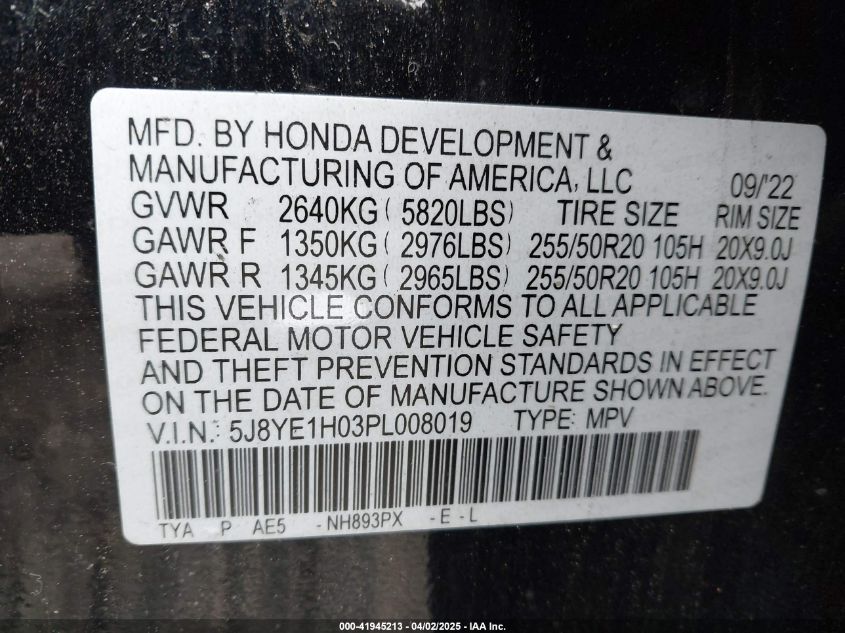 MFD. BY HONDA DEVELOPMENT &
MANUFACTURING OF AMERICA, LLC 09/'22
GVWR 2640KG ( 5820LBS) TIRE SIZE RIM SIZE
GAWR F 1350KG ( 2976LBS) 255/50R20 105H 20X9.0J
GAWR R 1345KG ( 2965LBS) 255/50R20 105H 20X9.0J
THIS VEHICLE CONFORMS TO ALL APPLICABLE
FEDERAL MOTOR VEHICLE SAFETY
AND THEFT PREVENTION STANDARDS IN EFFECT
ON THE DATE OF MANUFACTURE SHOWN ABOVE.
V.I.N.: 5J8YE1H03PL008019 TYPE: MPV
TYA P AE5 -NH893PX -E-L
000-41945213 - 04/02/2025 - IAA Inc.